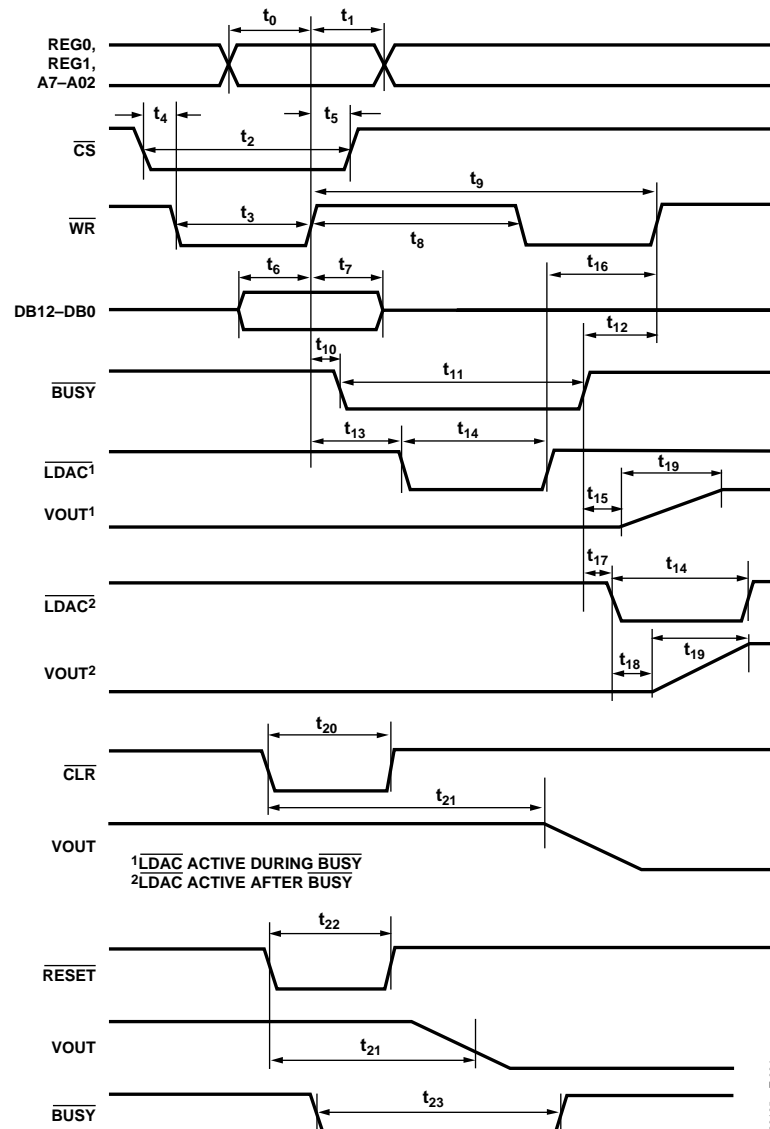 t0 t1
REG0,
REG1,
A7–A02
t4 t5
t2
CS
t9
WR
t3
t8
t16
t6 t7
DB12–DB0
t12
t10
t11
BUSY
t13 t14
LDAC1
t19
t15
VOUT1
t17 t14
LDAC2
t18 t19
VOUT2
t20
CLR
t21
VOUT
1LDAC ACTIVE DURING BUSY
2LDAC ACTIVE AFTER BUSY
t22
RESET
VOUT
t21
t23
BUSY